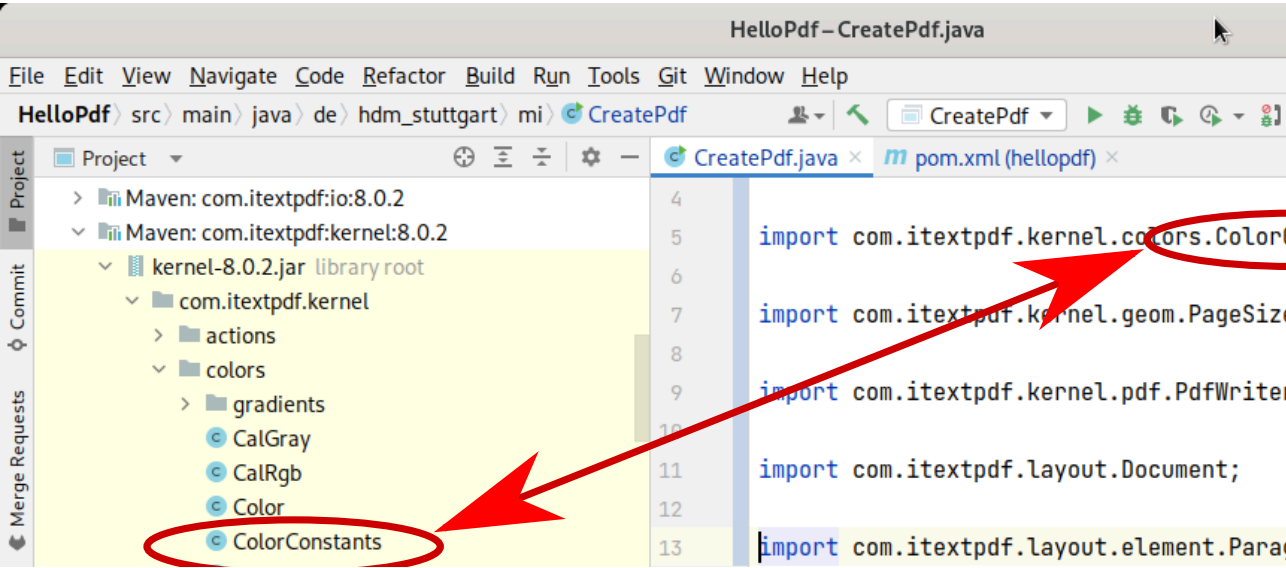 HelloPdf – CreatePdf.java
File Edit View Navigate Code Refactor Build Run Tools Git Window Help
HelloPdf 〉 src 〉 main 〉 java 〉 de 〉 hdm_stuttgart 〉 mi 〉 CreatePdf
CreatePdf
Project
Commit
Merge Requests
Project
Maven: com.itextpdf:io:8.0.2
Maven: com.itextpdf:kernel:8.0.2
kernel-8.0.2.jar library root
com.itextpdf.kernel
actions
colors
gradients
CalGray
CalRgb
Color
ColorConstants
CreatePdf.java × m pom.xml (hellopdf) ×
4
5 import com.itextpdf.kernel.colors.Color
6
7 import com.itextpdf.kernel.geom.PageSize
8
9 import com.itextpdf.kernel.pdf.PdfWriter
10
11 import com.itextpdf.layout.Document;
12
13 import com.itextpdf.layout.element.Parag